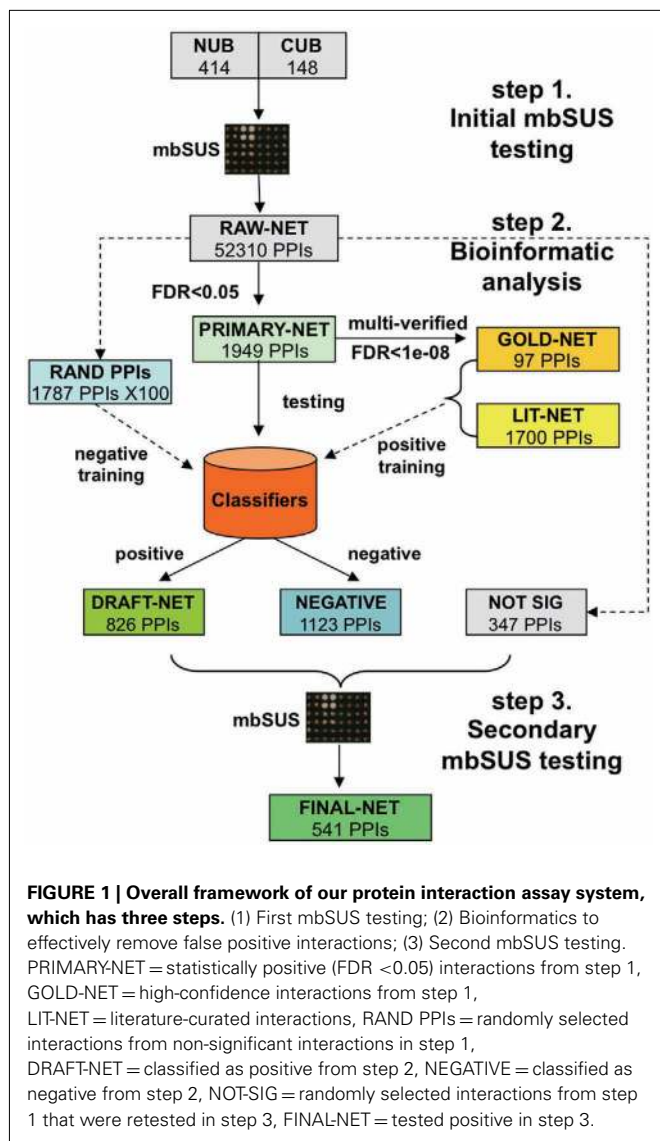 NUB CUB
414 148
step 1.
Initial mbSUS
testing
mbSUS
RAW-NET
52310 PPIs
step 2.
Bioinformatic
analysis
FDR<0.05
PRIMARY-NET
1949 PPIs
multi-verified
FDR<1e-08
GOLD-NET
97 PPIs
RAND PPIs
1787 PPIs X100
testing
LIT-NET
1700 PPIs
negative
training
positive
training
Classifiers
positive
negative
DRAFT-NET
826 PPIs
NEGATIVE
1123 PPIs
NOT SIG
347 PPIs
mbSUS
step 3.
Secondary
mbSUS testing
FINAL-NET
541 PPIs
FIGURE 1 | Overall framework of our protein interaction assay system,
which has three steps. (1) First mbSUS testing; (2) Bioinformatics to
effectively remove false positive interactions; (3) Second mbSUS testing.
PRIMARY-NET = statistically positive (FDR <0.05) interactions from step 1,
GOLD-NET = high-confidence interactions from step 1,
LIT-NET = literature-curated interactions, RAND PPIs = randomly selected
interactions from non-significant interactions in step 1,
DRAFT-NET = classified as positive from step 2, NEGATIVE = classified as
negative from step 2, NOT-SIG = randomly selected interactions from step
1 that were retested in step 3, FINAL-NET = tested positive in step 3.